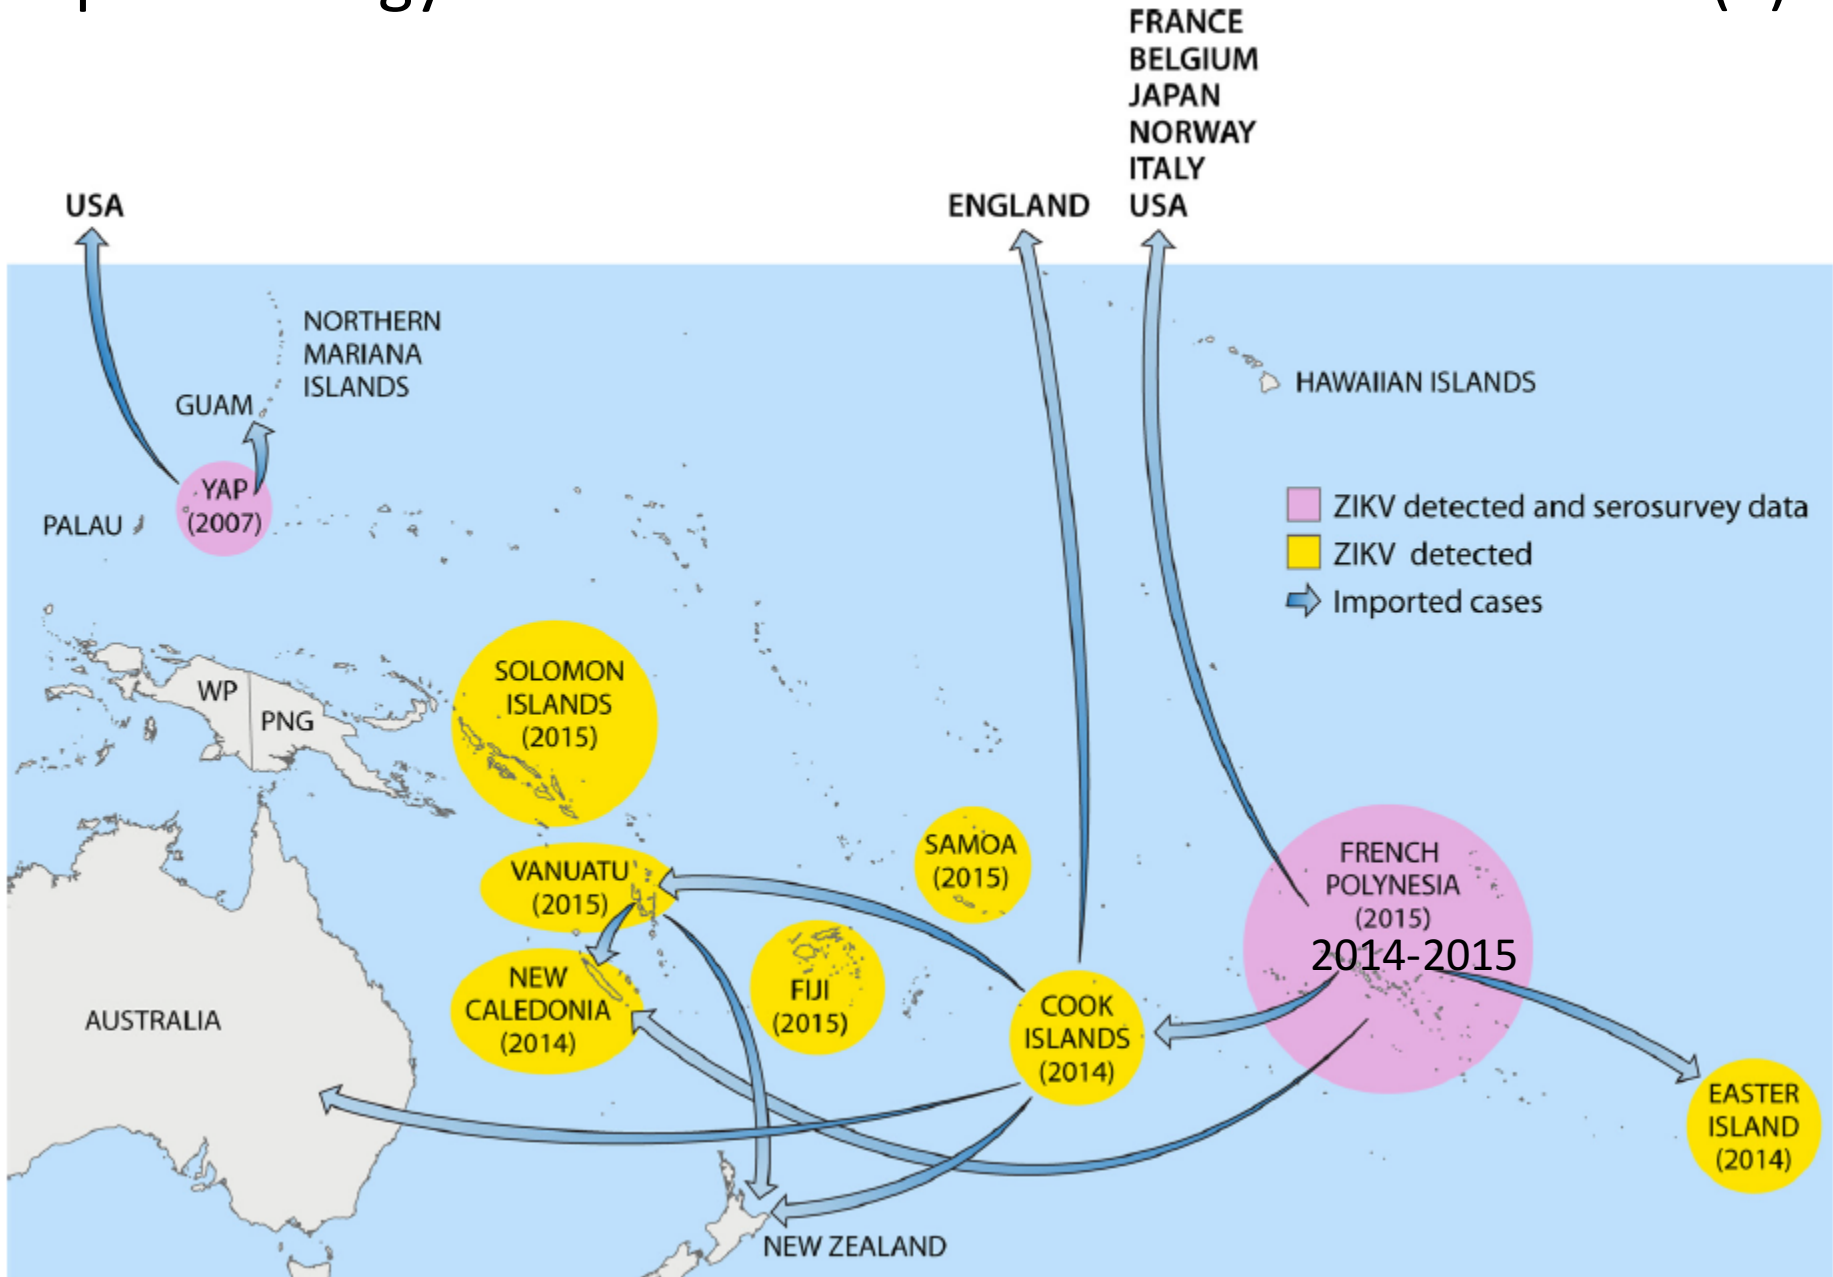 FRANCE
BELGIUM
JAPAN
NORWAY
ITALY
USA
ENGLAND
USA
NORTHERN
MARIANA
ISLANDS
GUAM
HAWAIIAN ISLANDS
YAP
(2007)
PALAU
ZIKV detected and serosurvey data
ZIKV detected
Imported cases
SOLOMON
ISLANDS
(2015)
WP
PNG
VANUATU
(2015)
SAMOA
(2015)
FRENCH
POLYNESIA
(2015)
2014-2015
NEW
CALEDONIA
(2014)
FIJI
(2015)
COOK
ISLANDS
(2014)
AUSTRALIA
EASTER
ISLAND
(2014)
NEW ZEALAND